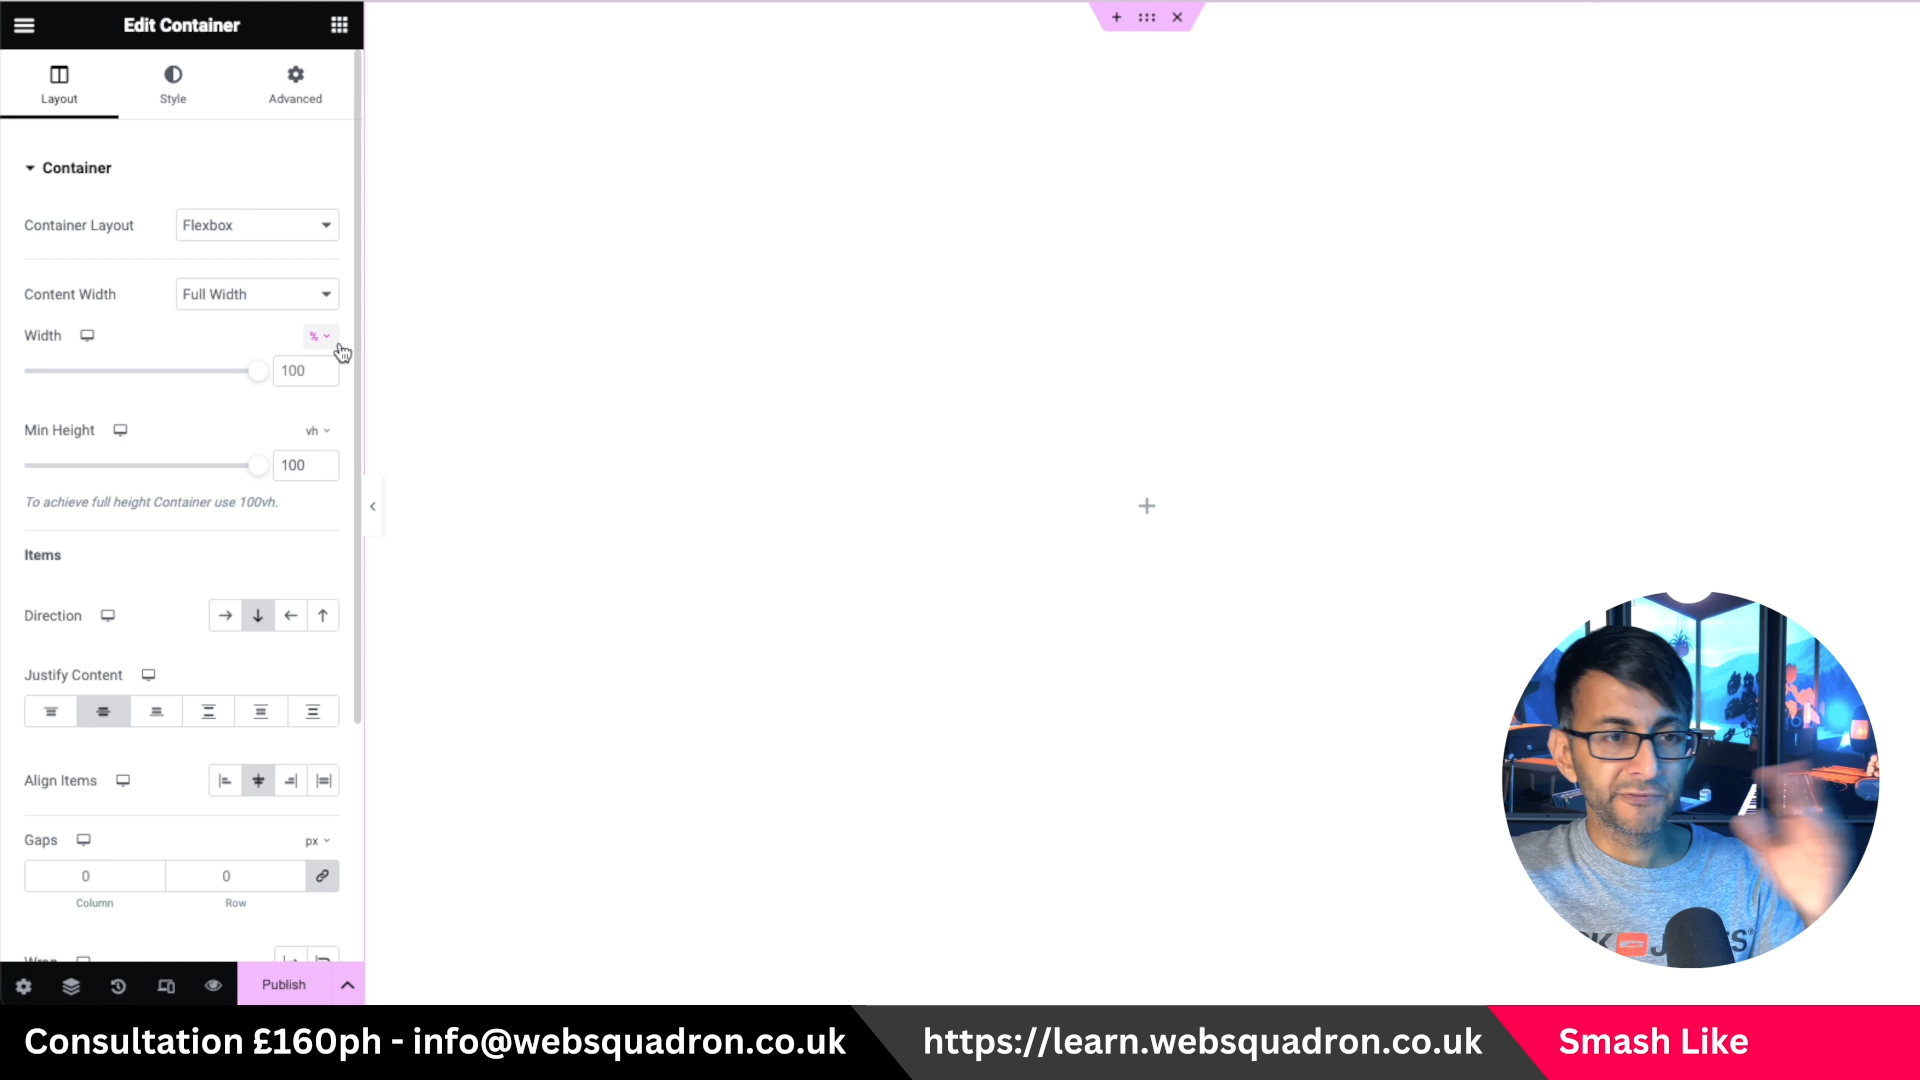 Edit Container
Layout
Style
Advanced
Container
Container Layout
Flexbox
Content Width
Full Width
Width
%
100
Min Height
vh
100
To achieve full height Container use 100vh.
Items
Direction
Justify Content
Align Items
Gaps
px
0
0
Column
Row
Wrap
Publish
Consultation £160ph - info@websquadron.co.uk
https://learn.websquadron.co.uk
Smash Like